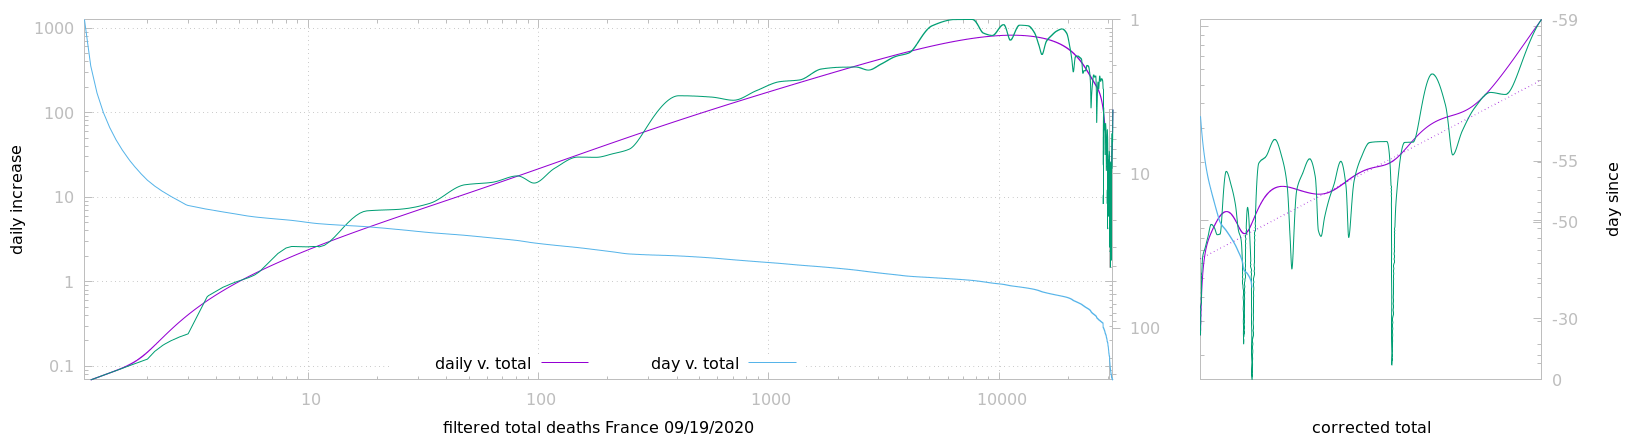 1000
100
10
1
0.1
daily increase
10
100
1000
10000
filtered total deaths France 09/19/2020
daily v. total
day v. total
1
10
100
-59
-55
-50
-30
0
day since
corrected total